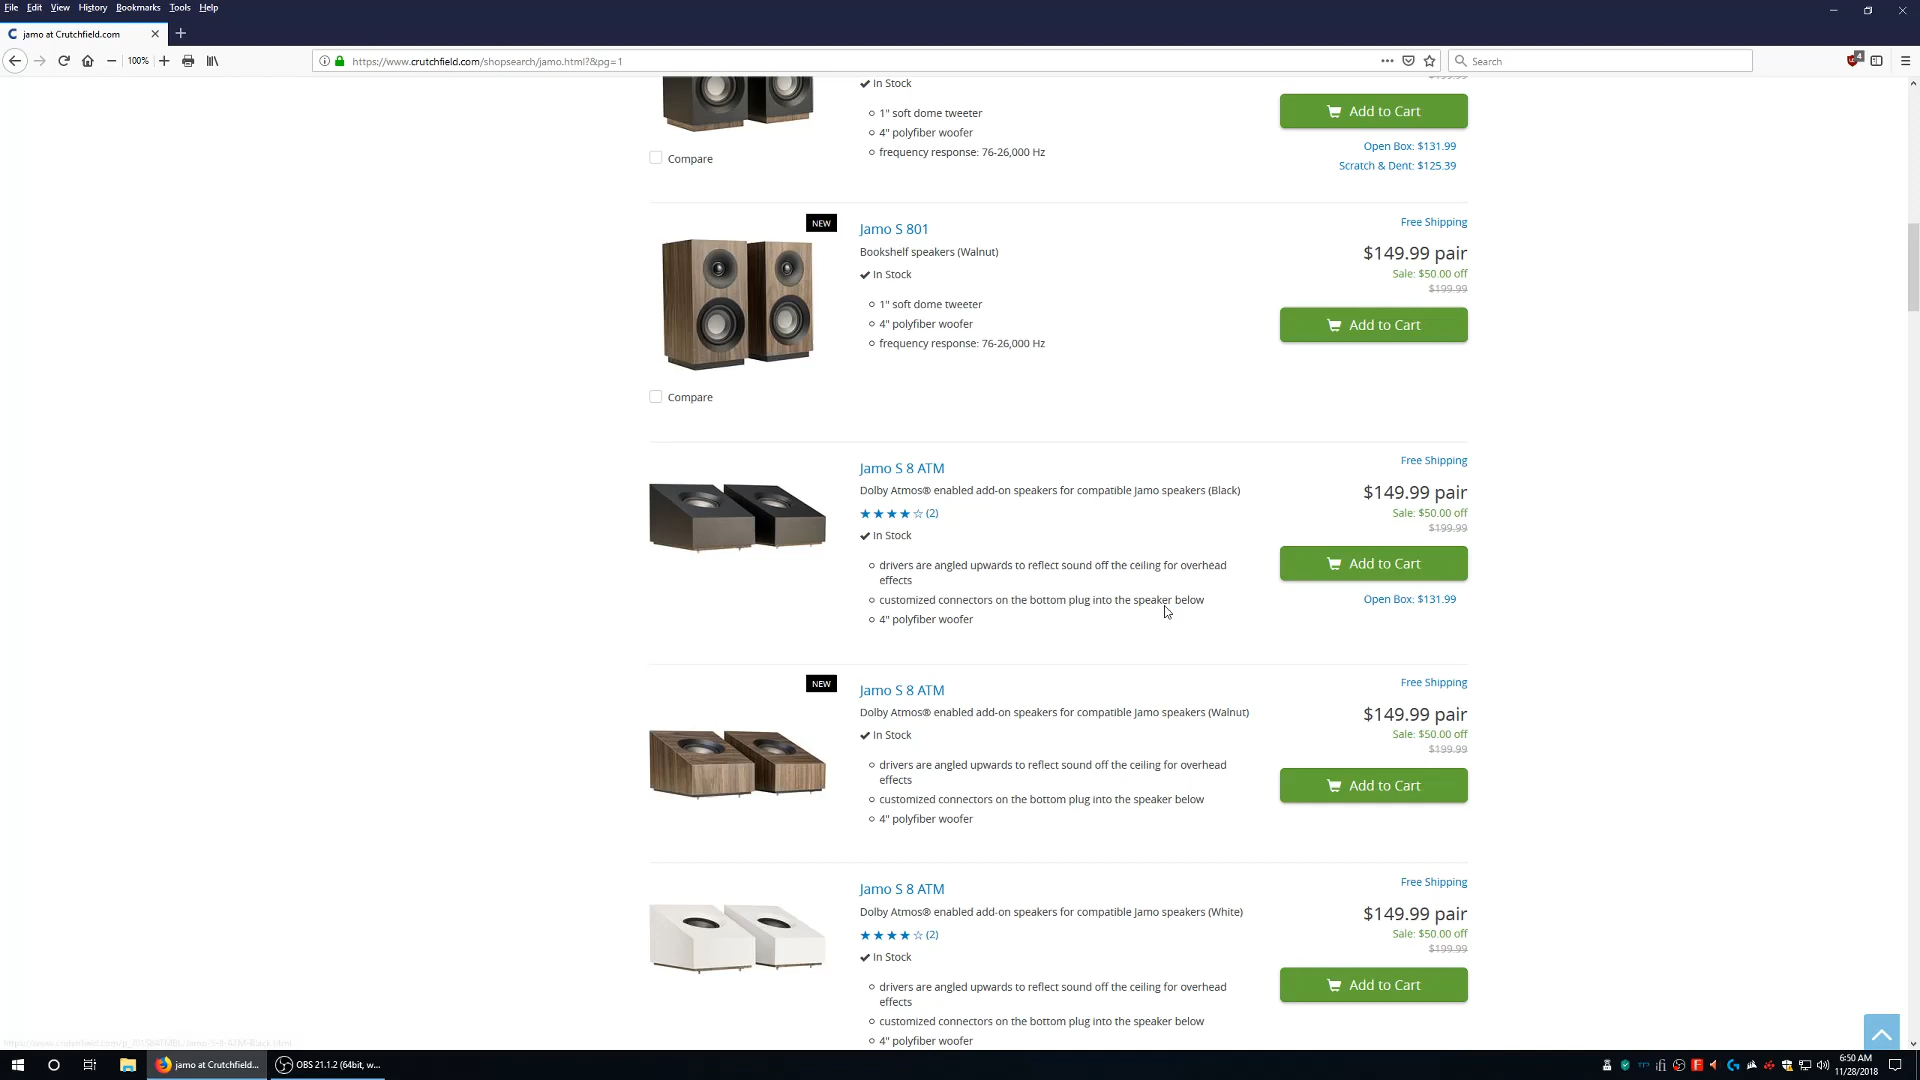 File Edit View History Bookmarks Tools Help
jamo at Crutchfield.com
100%
https://www.crutchfield.com/shopsearch/jamo.html?&pg=1
Search
4
In Stock
$199.99
1" soft dome tweeter
4" polyfiber woofer
frequency response: 76-26,000 Hz
Compare
Add to Cart
Open Box: $131.99
Scratch & Dent: $125.39
NEW
Jamo S 801
Bookshelf speakers (Walnut)
In Stock
1" soft dome tweeter
4" polyfiber woofer
frequency response: 76-26,000 Hz
Free Shipping
$149.99 pair
Sale: $50.00 off
$199.99
Add to Cart
Compare
Jamo S 8 ATM
Dolby Atmos® enabled add-on speakers for compatible Jamo speakers (Black)
★★★★☆ (2)
In Stock
drivers are angled upwards to reflect sound off the ceiling for overhead
effects
customized connectors on the bottom plug into the speaker below
4" polyfiber woofer
Free Shipping
$149.99 pair
Sale: $50.00 off
$199.99
Add to Cart
Open Box: $131.99
NEW
Jamo S 8 ATM
Dolby Atmos® enabled add-on speakers for compatible Jamo speakers (Walnut)
In Stock
drivers are angled upwards to reflect sound off the ceiling for overhead
effects
customized connectors on the bottom plug into the speaker below
4" polyfiber woofer
Free Shipping
$149.99 pair
Sale: $50.00 off
$199.99
Add to Cart
Jamo S 8 ATM
Dolby Atmos® enabled add-on speakers for compatible Jamo speakers (White)
★★★★☆ (2)
In Stock
drivers are angled upwards to reflect sound off the ceiling for overhead
effects
customized connectors on the bottom plug into the speaker below
4" polyfiber woofer
Free Shipping
$149.99 pair
Sale: $50.00 off
$199.99
Add to Cart
jamo at Crutchfield...
OBS 21.1.2 (64bit, w...
6:50 AM
11/28/2018